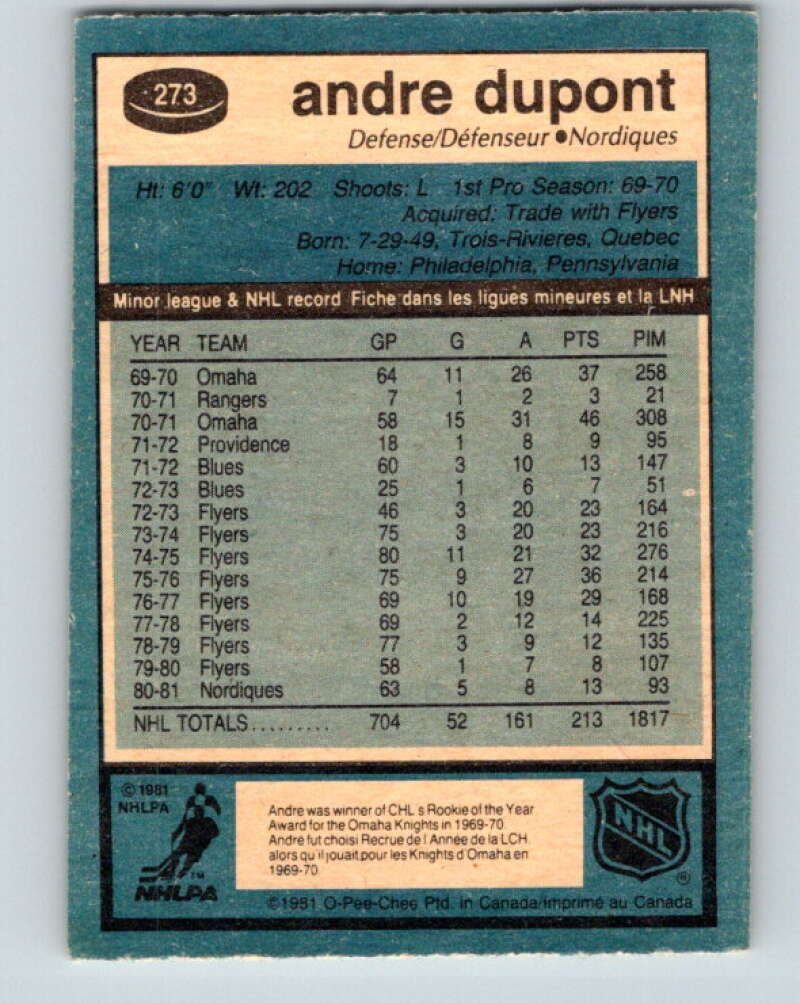 273
andre dupont
Defense/Défenseur ●Nordiques
Ht: 6'0" Wt: 202 Shoots: L 1st Pro Season: 69-70
Acquired: Trade with Flyers
Born: 7-29-49, Trois-Rivieres, Quebec
Home: Philadelphia, Pennsylvania
Minor league & NHL record Fiche dans les ligues mineures et la LNH
YEAR TEAM GP G A PTS PIM
69-70 Omaha 64 11 26 37 258
70-71 Rangers 7 1 2 3 21
70-71 Omaha 58 15 31 46 308
71-72 Providence 18 1 8 9 95
71-72 Blues 60 3 10 13 147
72-73 Blues 25 1 6 7 51
72-73 Flyers 46 3 20 23 164
73-74 Flyers 75 3 20 23 216
74-75 Flyers 80 11 21 32 276
75-76 Flyers 75 9 27 36 214
76-77 Flyers 69 10 19 29 168
77-78 Flyers 69 2 12 14 225
78-79 Flyers 77 3 9 12 135
79-80 Flyers 58 1 7 8 107
80-81 Nordiques 63 5 8 13 93
NHL TOTALS......... 704 52 161 213 1817
© 1981
NHLPA
TM
NHLPA
Andre was winner of CHL s Rookie of the Year
Award for the Omaha Knights in 1969-70
André fut choisi Recrue de l Année de la LCH
alors qu il jouait pour les Knights d Omaha en
1969-70
NHL
®
©1981 O-Pee-Chee Ptd. in Canada/imprimé au Canada